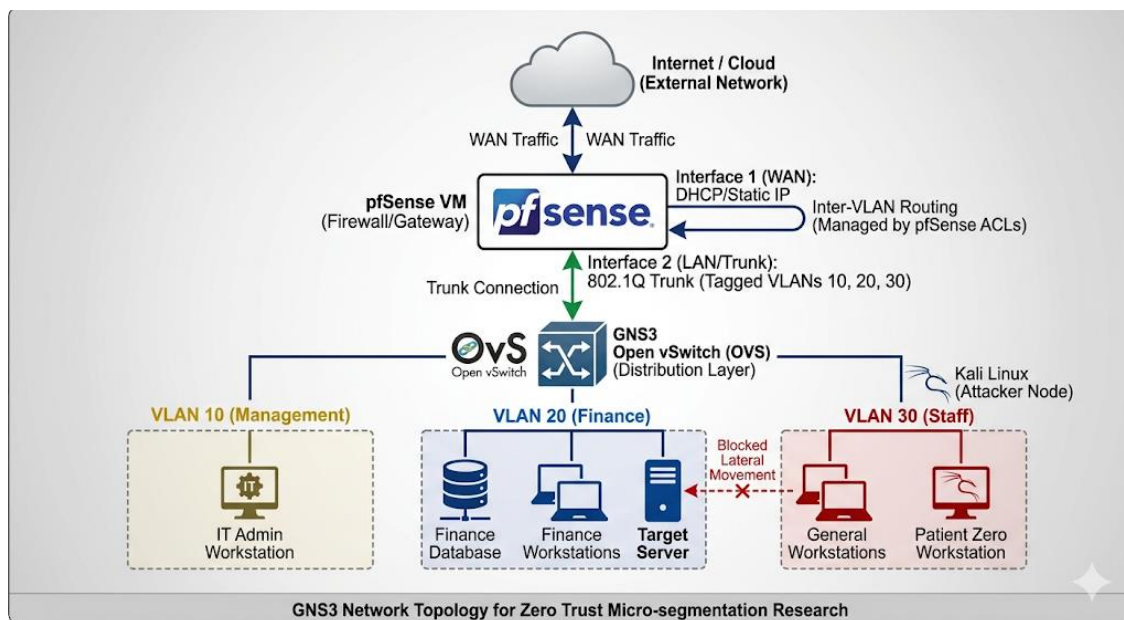 Internet / Cloud
(External Network)
WAN Traffic
WAN Traffic
pfSense VM
(Firewall/Gateway)
pfsense
Interface 1 (WAN):
DHCP/Static IP
Inter-VLAN Routing
(Managed by pfSense ACLs)
Trunk Connection
Interface 2 (LAN/Trunk):
802.1Q Trunk (Tagged VLANs 10, 20, 30)
OvS
Open vSwitch
GNS3
Open vSwitch (OVS)
(Distribution Layer)
Kali Linux
(Attacker Node)
VLAN 10 (Management)
IT
IT Admin
Workstation
VLAN 20 (Finance)
Finance
Database
Finance
Workstations
Target
Server
Blocked
Lateral
Movement
VLAN 30 (Staff)
General
Workstations
Patient Zero
Workstation
GNS3 Network Topology for Zero Trust Micro-segmentation Research